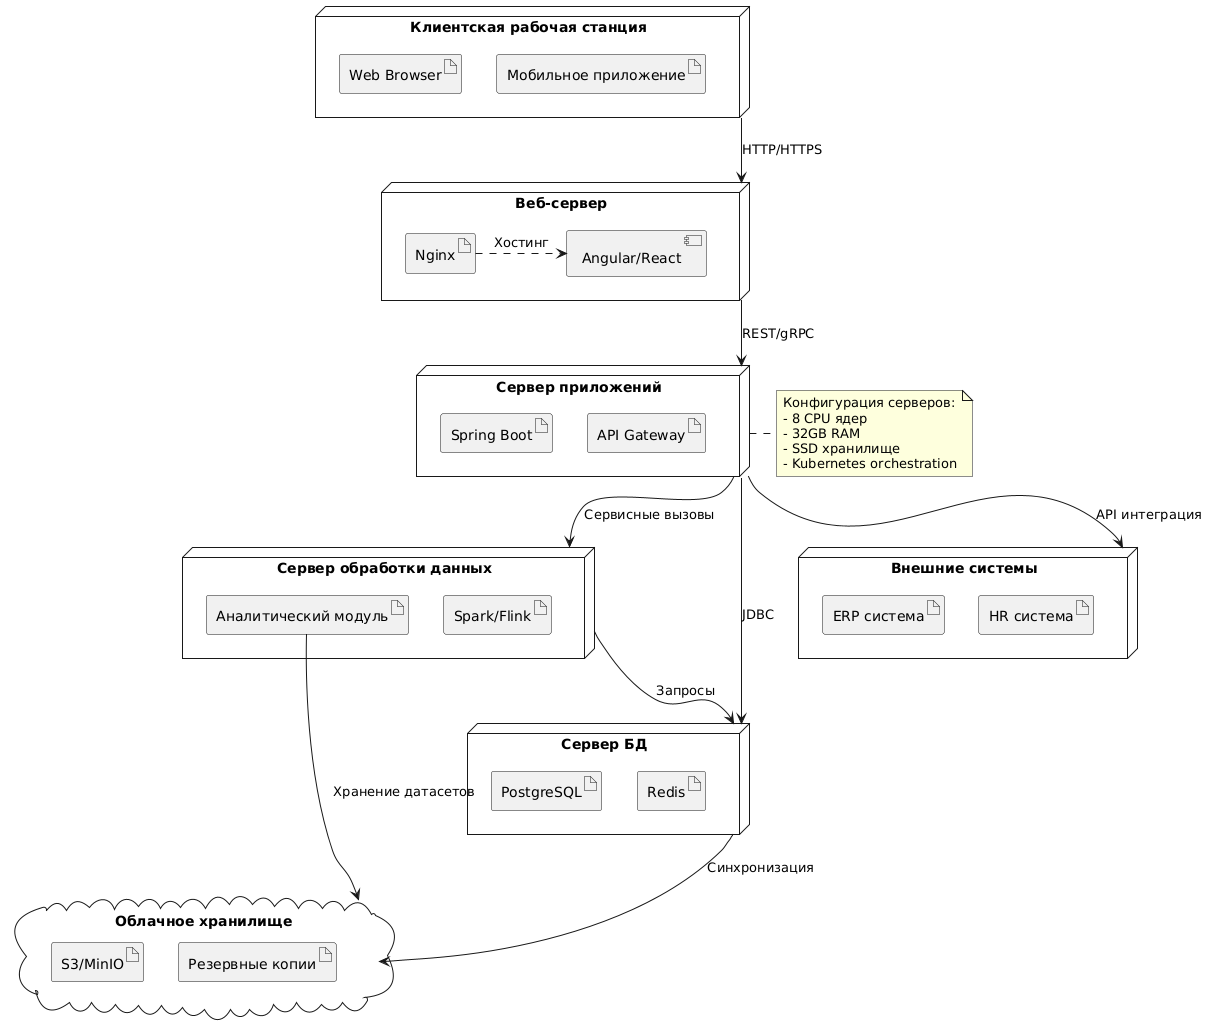 Клиентская рабочая станция
Web Browser
Мобильное приложение
HTTP/HTTPS
Веб-сервер
Nginx
Хостинг
Angular/React
REST/gRPC
Сервер приложений
Spring Boot
API Gateway
Конфигурация серверов:
- 8 CPU ядер
- 32GB RAM
- SSD хранилище
- Kubernetes orchestration
Сервисные вызовы
API интеграция
Сервер обработки данных
Аналитический модуль
Spark/Flink
JDBC
Внешние системы
ERP система
HR система
Запросы
Сервер БД
PostgreSQL
Redis
Хранение датасетов
Синхронизация
Облачное хранилище
S3/MinIO
Резервные копии